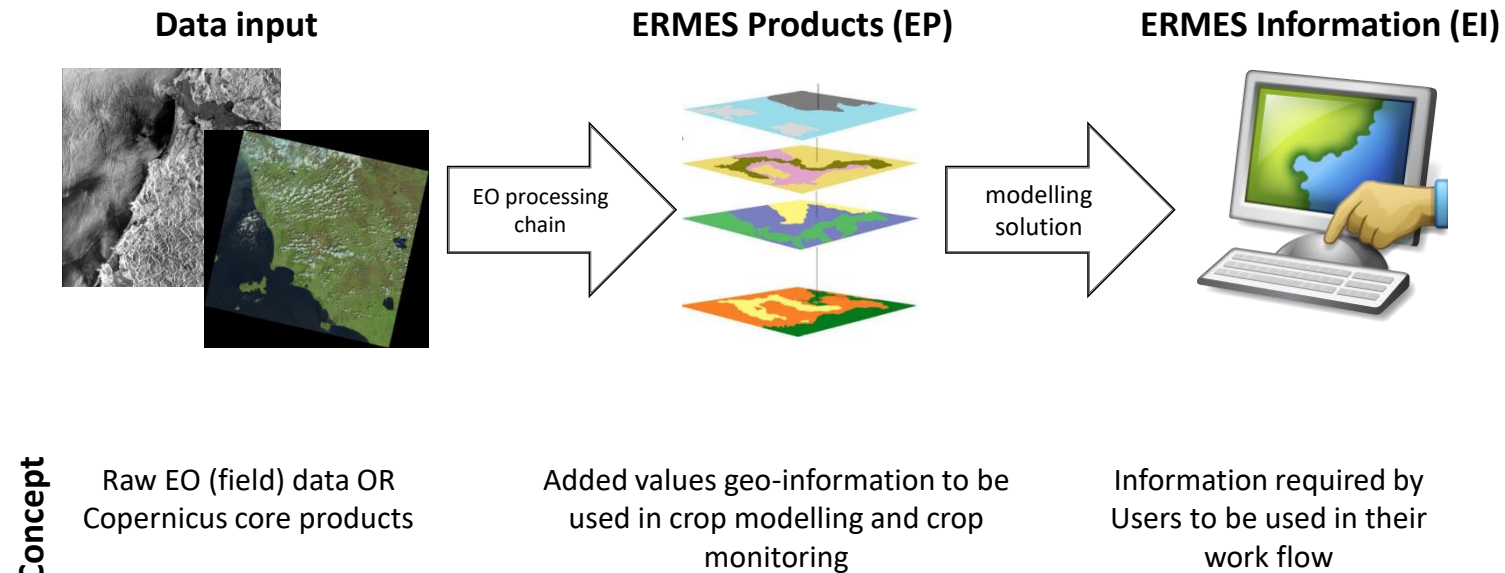 Data input
ERMES Products (EP)
ERMES Information (EI)
EO processing
chain
modelling
solution
Concept
Raw EO (field) data OR
Copernicus core products
Added values geo-information to be
used in crop modelling and crop
monitoring
Information required by
Users to be used in their
work flow